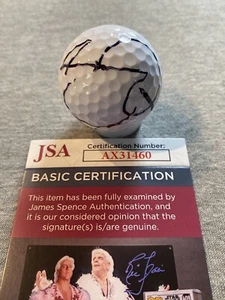 JSA
Certification Number:
AX31460
BASIC CERTIFICATION
This item has been fully examined by
James Spence Authentication, and
it is our considered opinion that the
signature(s) is/are genuine.